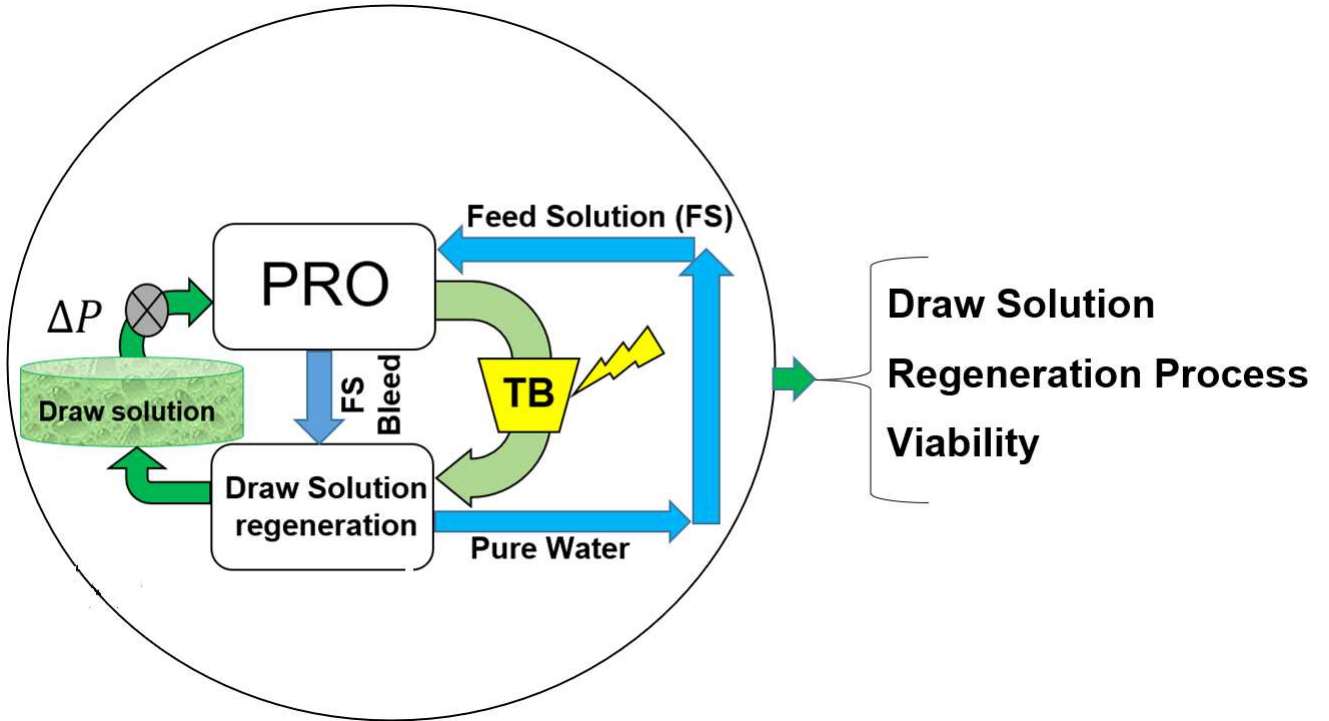 Feed Solution (FS)
PRO
ΔP
FS
Bleed
TB
Draw solution
Draw Solution
regeneration
Pure Water
Draw Solution
Regeneration Process
Viability